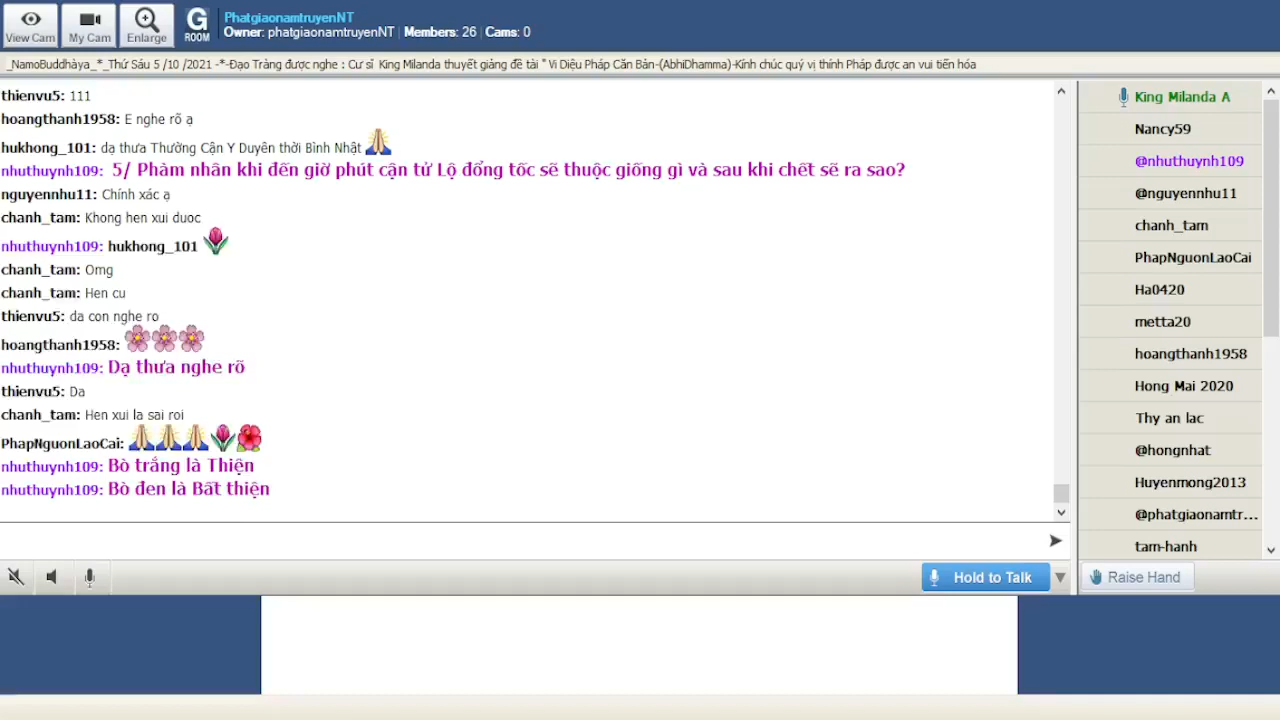 View Cam
My Cam
Enlarge
G
ROOM
PhatgiaonamtruyenNT
Owner: phatgiaonamtruyenNT | Members: 26 | Cams: 0
_NamoBuddhàya_*_Thứ Sáu 5 /10 /2021 -*-Đạo Tràng được nghe : Cư sĩ King Milanda thuyết giảng đề tài " Vi Diệu Pháp Căn Bản-(AbhiDhamma)-Kính chúc quý vị thính Pháp được an vui tiến hóa
thienvu5: 111
hoangthanh1958: E nghe rõ ạ
hukhong_101: dạ thưa Thường Cận Y Duyên thời Bình Nhật
nhuthuynh109: 5/ Phàm nhân khi đến giờ phút cận tử Lộ đổng tốc sẽ thuộc giống gì và sau khi chết sẽ ra sao?
nguyennhu11: Chính xác ạ
chanh_tam: Khong hen xui duoc
nhuthuynh109: hukhong_101
chanh_tam: Omg
chanh_tam: Hen cu
thienvu5: da con nghe ro
hoangthanh1958:
nhuthuynh109: Dạ thưa nghe rõ
thienvu5: Da
chanh_tam: Hen xui la sai roi
PhapNguonLaoCai:
nhuthuynh109: Bò trắng là Thiện
nhuthuynh109: Bò đen là Bất thiện
King Milanda A
Nancy59
@nhuthuynh109
@nguyennhu11
chanh_tam
PhapNguonLaoCai
Ha0420
metta20
hoangthanh1958
Hong Mai 2020
Thy an lac
@hongnhat
Huyenmong2013
@phatgiaonamtr...
tam-hanh
Hold to Talk
Raise Hand